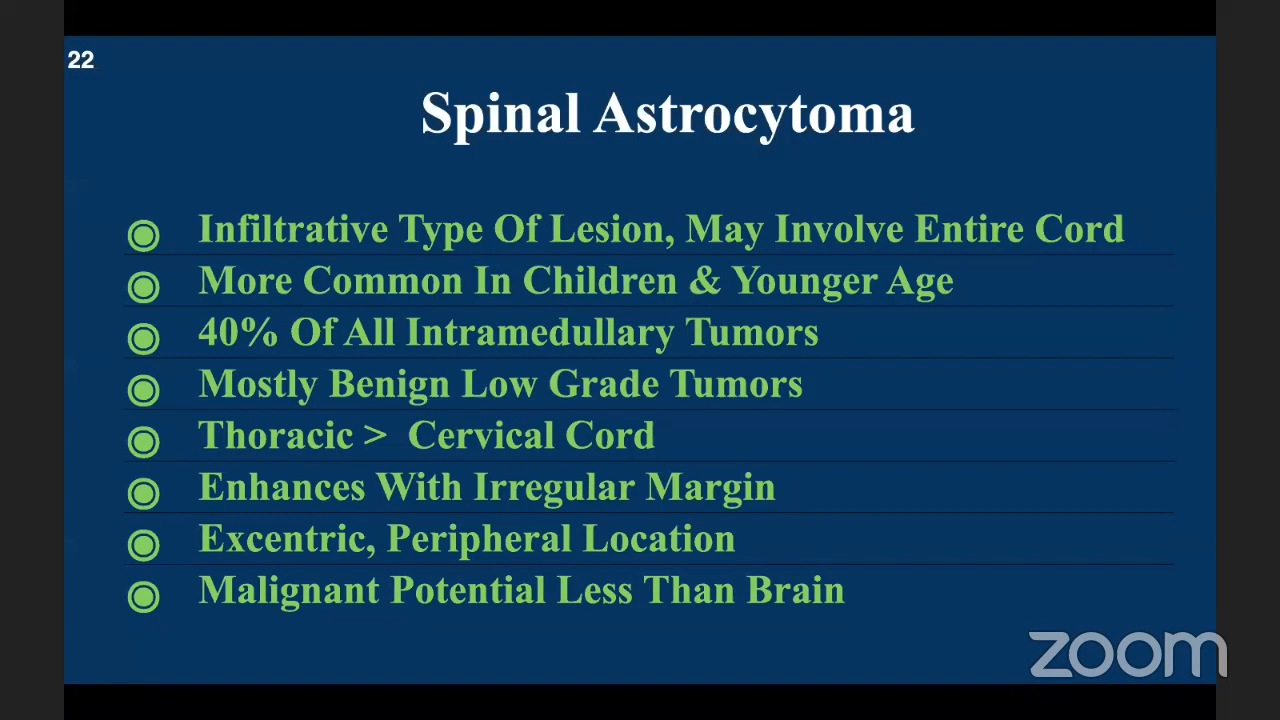 22
Spinal Astrocytoma
Infiltrative Type Of Lesion, May Involve Entire Cord
More Common In Children & Younger Age
40% Of All Intramedullary Tumors
Mostly Benign Low Grade Tumors
Thoracic > Cervical Cord
Enhances With Irregular Margin
Excentric, Peripheral Location
Malignant Potential Less Than Brain
zoom